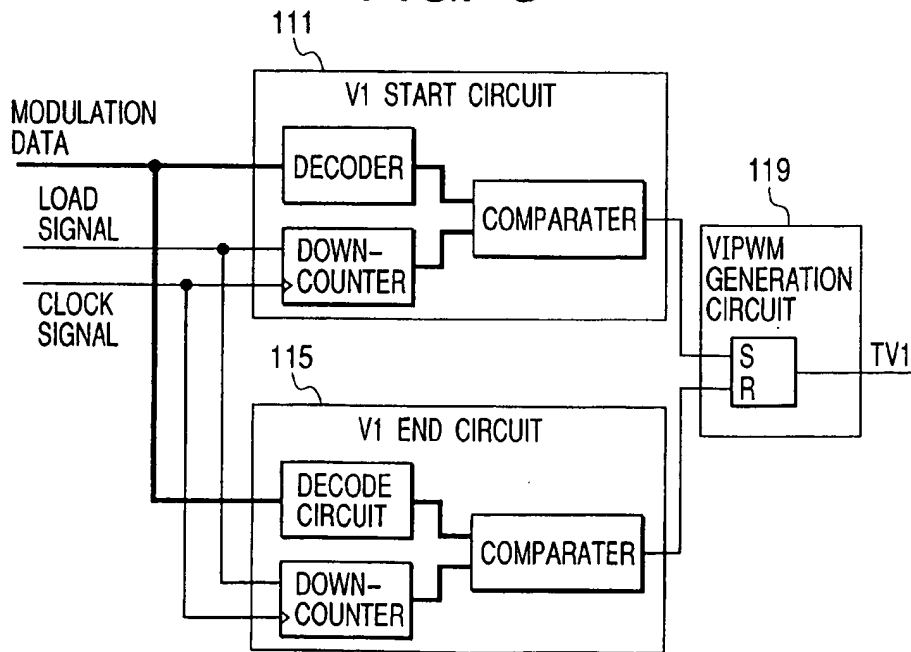 111
V1 START CIRCUIT
MODULATION
DATA
DECODER
LOAD
SIGNAL
COMPARATER
DOWN-
COUNTER
CLOCK
SIGNAL
119
VIPWM
GENERATION
CIRCUIT
S
R
TV1
115
V1 END CIRCUIT
DECODE
CIRCUIT
COMPARATER
DOWN-
COUNTER